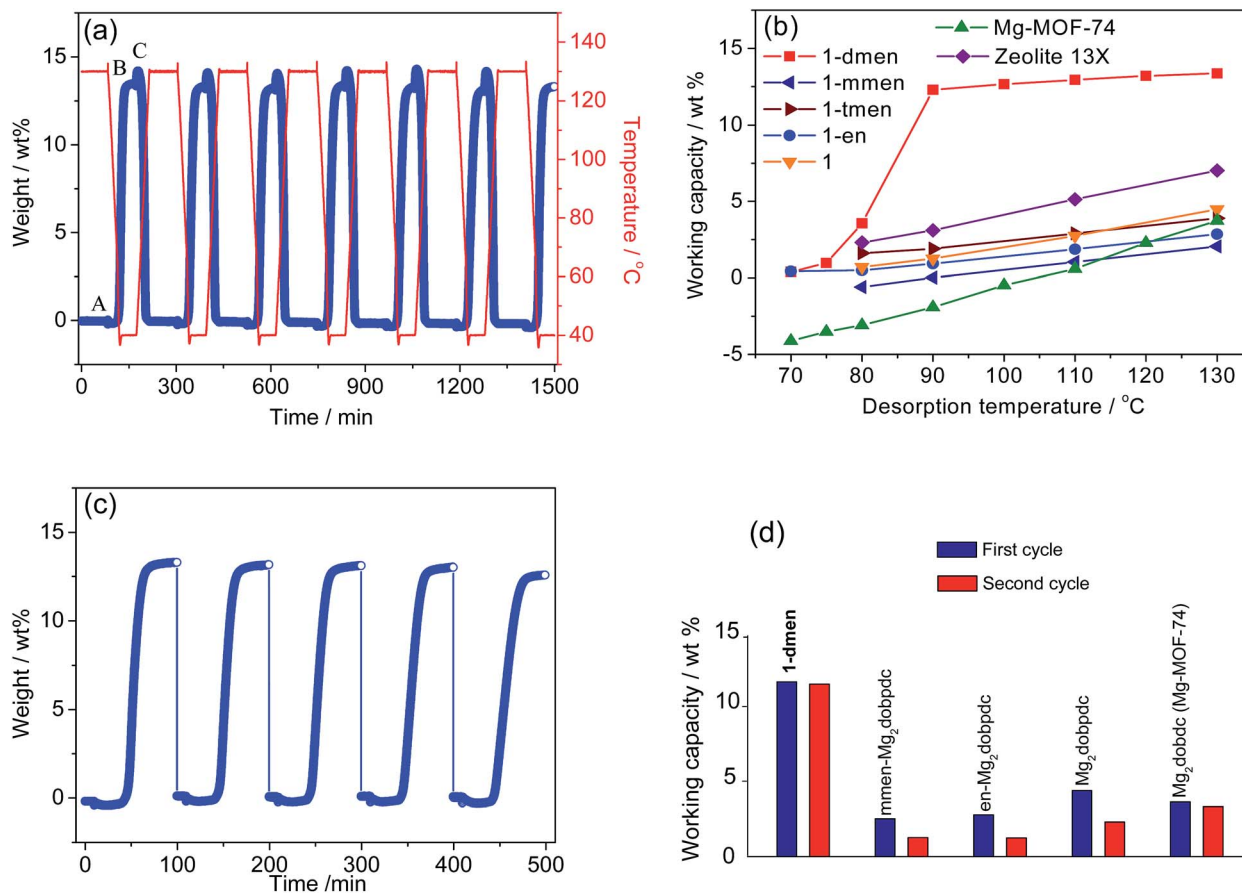 (a)
A
B
C
Weight / wt%
15
10
5
0
0
300
600
900
1200
1500
Time / min
140
120
100
80
60
40
Temperature / °C
(b)
Mg-MOF-74
Zeolite 13X
1-dmen
1-mmen
1-tmen
1-en
1
Working capacity / wt %
15
10
5
0
-5
70
80
90
100
110
120
130
Desorption temperature / °C
(c)
Weight / wt%
15
10
5
0
0
100
200
300
400
500
Time /min
(d)
First cycle
Second cycle
Working capacity / wt %
15
10
5
0
1-dmen
mmen-Mg₂dobpdc
en-Mg₂dobpdc
Mg₂dobpdc
Mg₂dobdc (Mg-MOF-74)